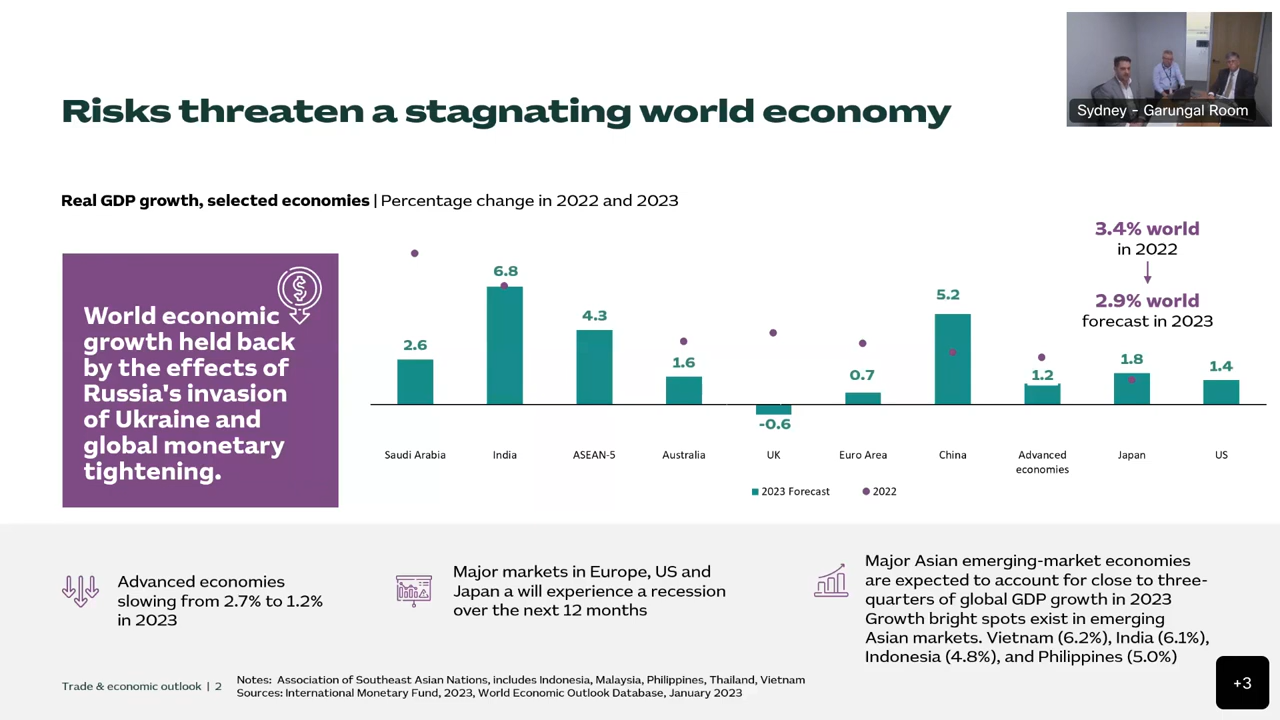 Sydney - Garungal Room
Risks threaten a stagnating world economy
Real GDP growth, selected economies | Percentage change in 2022 and 2023
World economic
growth held back
by the effects of
Russia's invasion
of Ukraine and
global monetary
tightening.
3.4% world
in 2022
2.9% world
forecast in 2023
2.6
6.8
4.3
1.6
-0.6
0.7
5.2
1.2
1.8
1.4
Saudi Arabia
India
ASEAN-5
Australia
UK
Euro Area
China
Advanced
economies
Japan
US
2023 Forecast
2022
Advanced economies
slowing from 2.7% to 1.2%
in 2023
Major markets in Europe, US and
Japan a will experience a recession
over the next 12 months
Major Asian emerging-market economies
are expected to account for close to three-
quarters of global GDP growth in 2023
Growth bright spots exist in emerging
Asian markets. Vietnam (6.2%), India (6.1%),
Indonesia (4.8%), and Philippines (5.0%)
Trade & economic outlook | 2
Notes: Association of Southeast Asian Nations, includes Indonesia, Malaysia, Philippines, Thailand, Vietnam
Sources: International Monetary Fund, 2023, World Economic Outlook Database, January 2023
+3